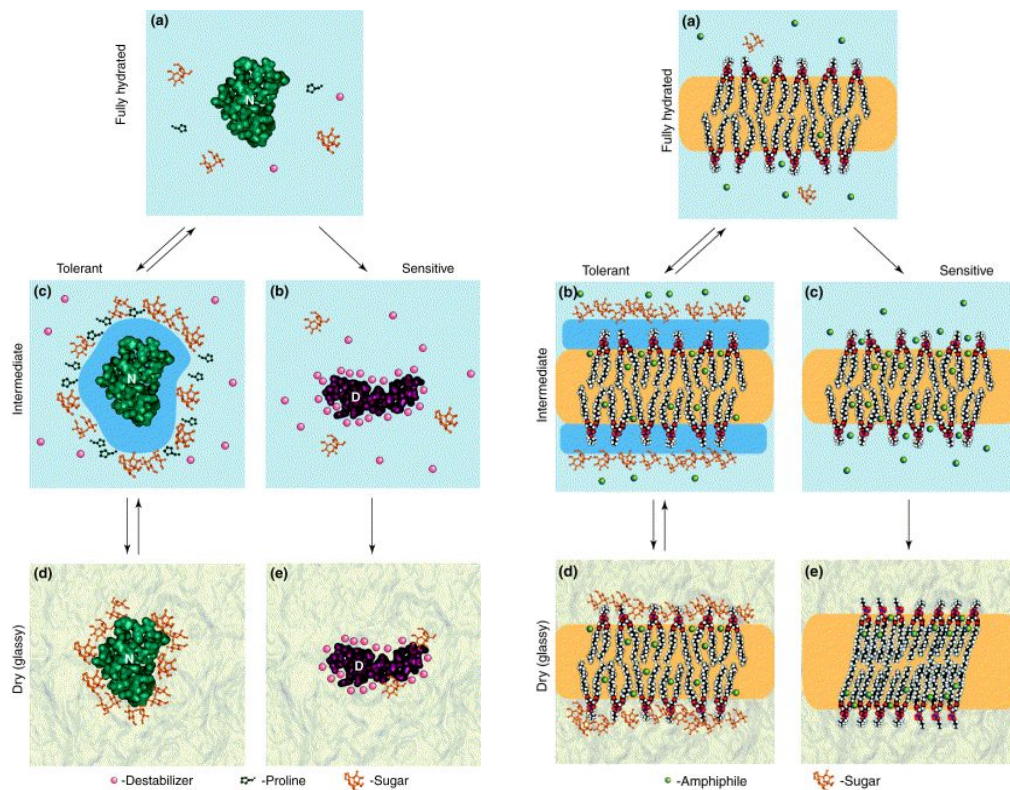 (a)
Fully hydrated
N
Tolerant
Sensitive
(c)
Intermediate
N
(b)
D
(d)
Dry (glassy)
N
(e)
D
-Destabilizer
-Proline
-Sugar
(a)
Fully hydrated
Tolerant
Sensitive
(b)
Intermediate
(c)
(d)
Dry (glassy)
(e)
-Amphiphile
-Sugar